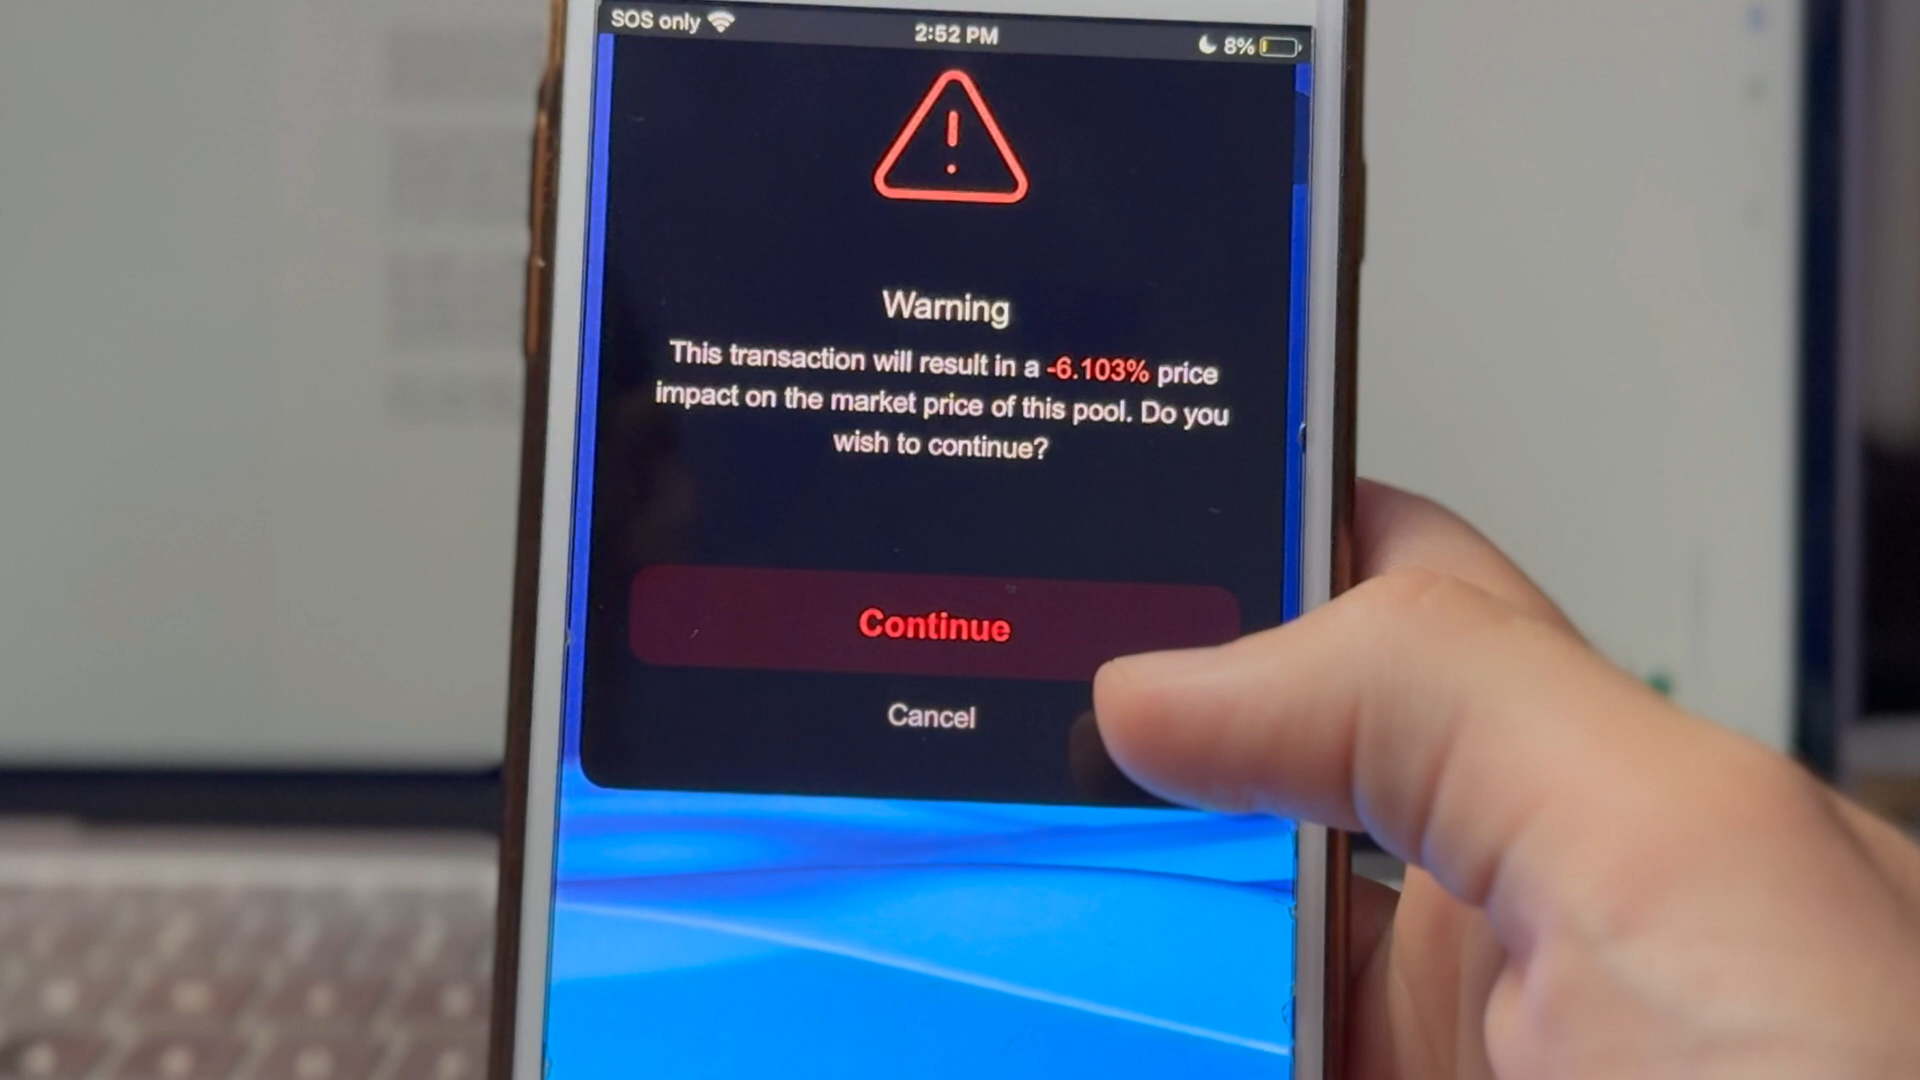 SOS only
2:52 PM
8%
Warning
This transaction will result in a -6.103% price
impact on the market price of this pool. Do you
wish to continue?
Continue
Cancel